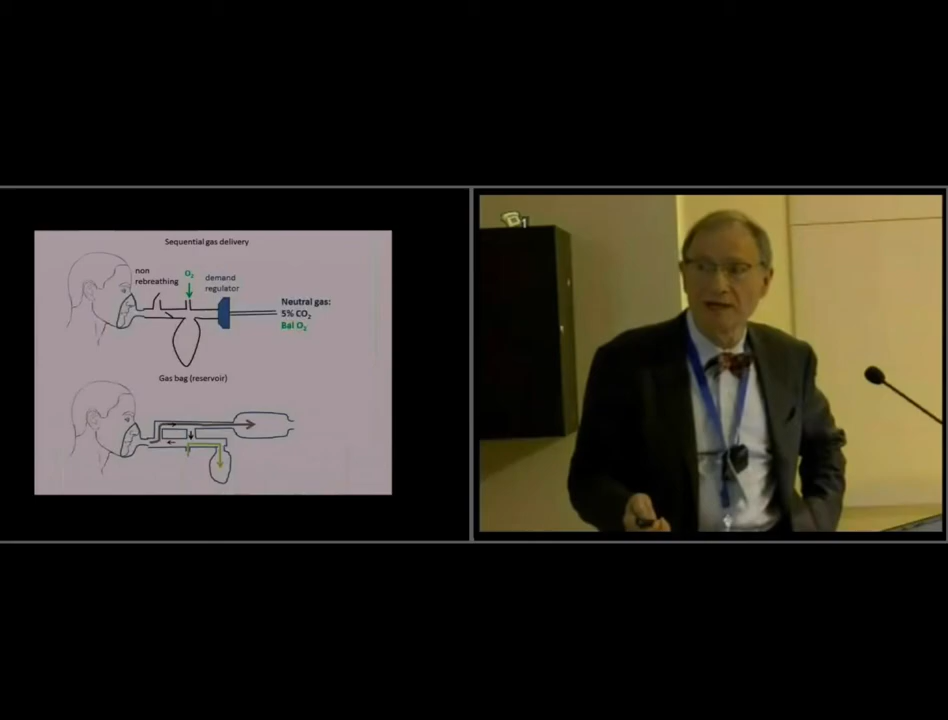 Sequential gas delivery
non
rebreathing
O₂
demand
regulator
Neutral gas:
5% CO₂
Bal O₂
Gas bag (reservoir)